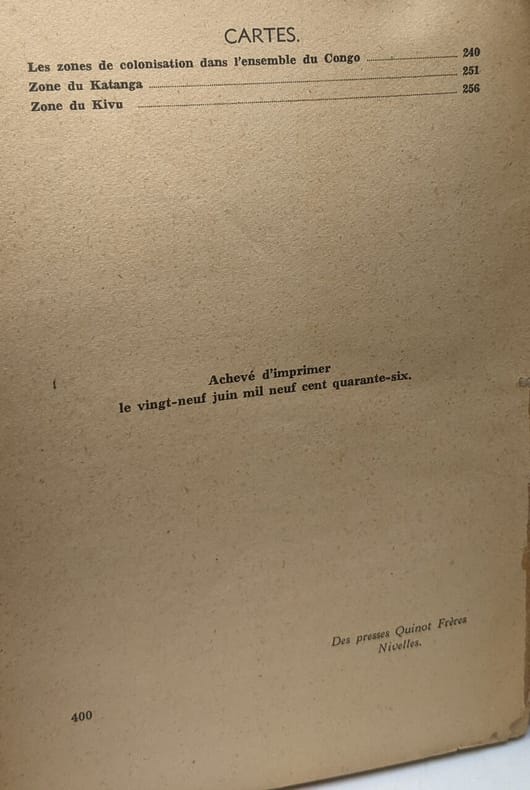 CARTES.
Les zones de colonisation dans l'ensemble du Congo ........ 240
Zone du Katanga ........ 251
Zone du Kivu ........ 256
Achevé d'imprimer
le vingt-neuf juin mil neuf cent quarante-six.
Des presses Quinot Frères
Nivelles.
400